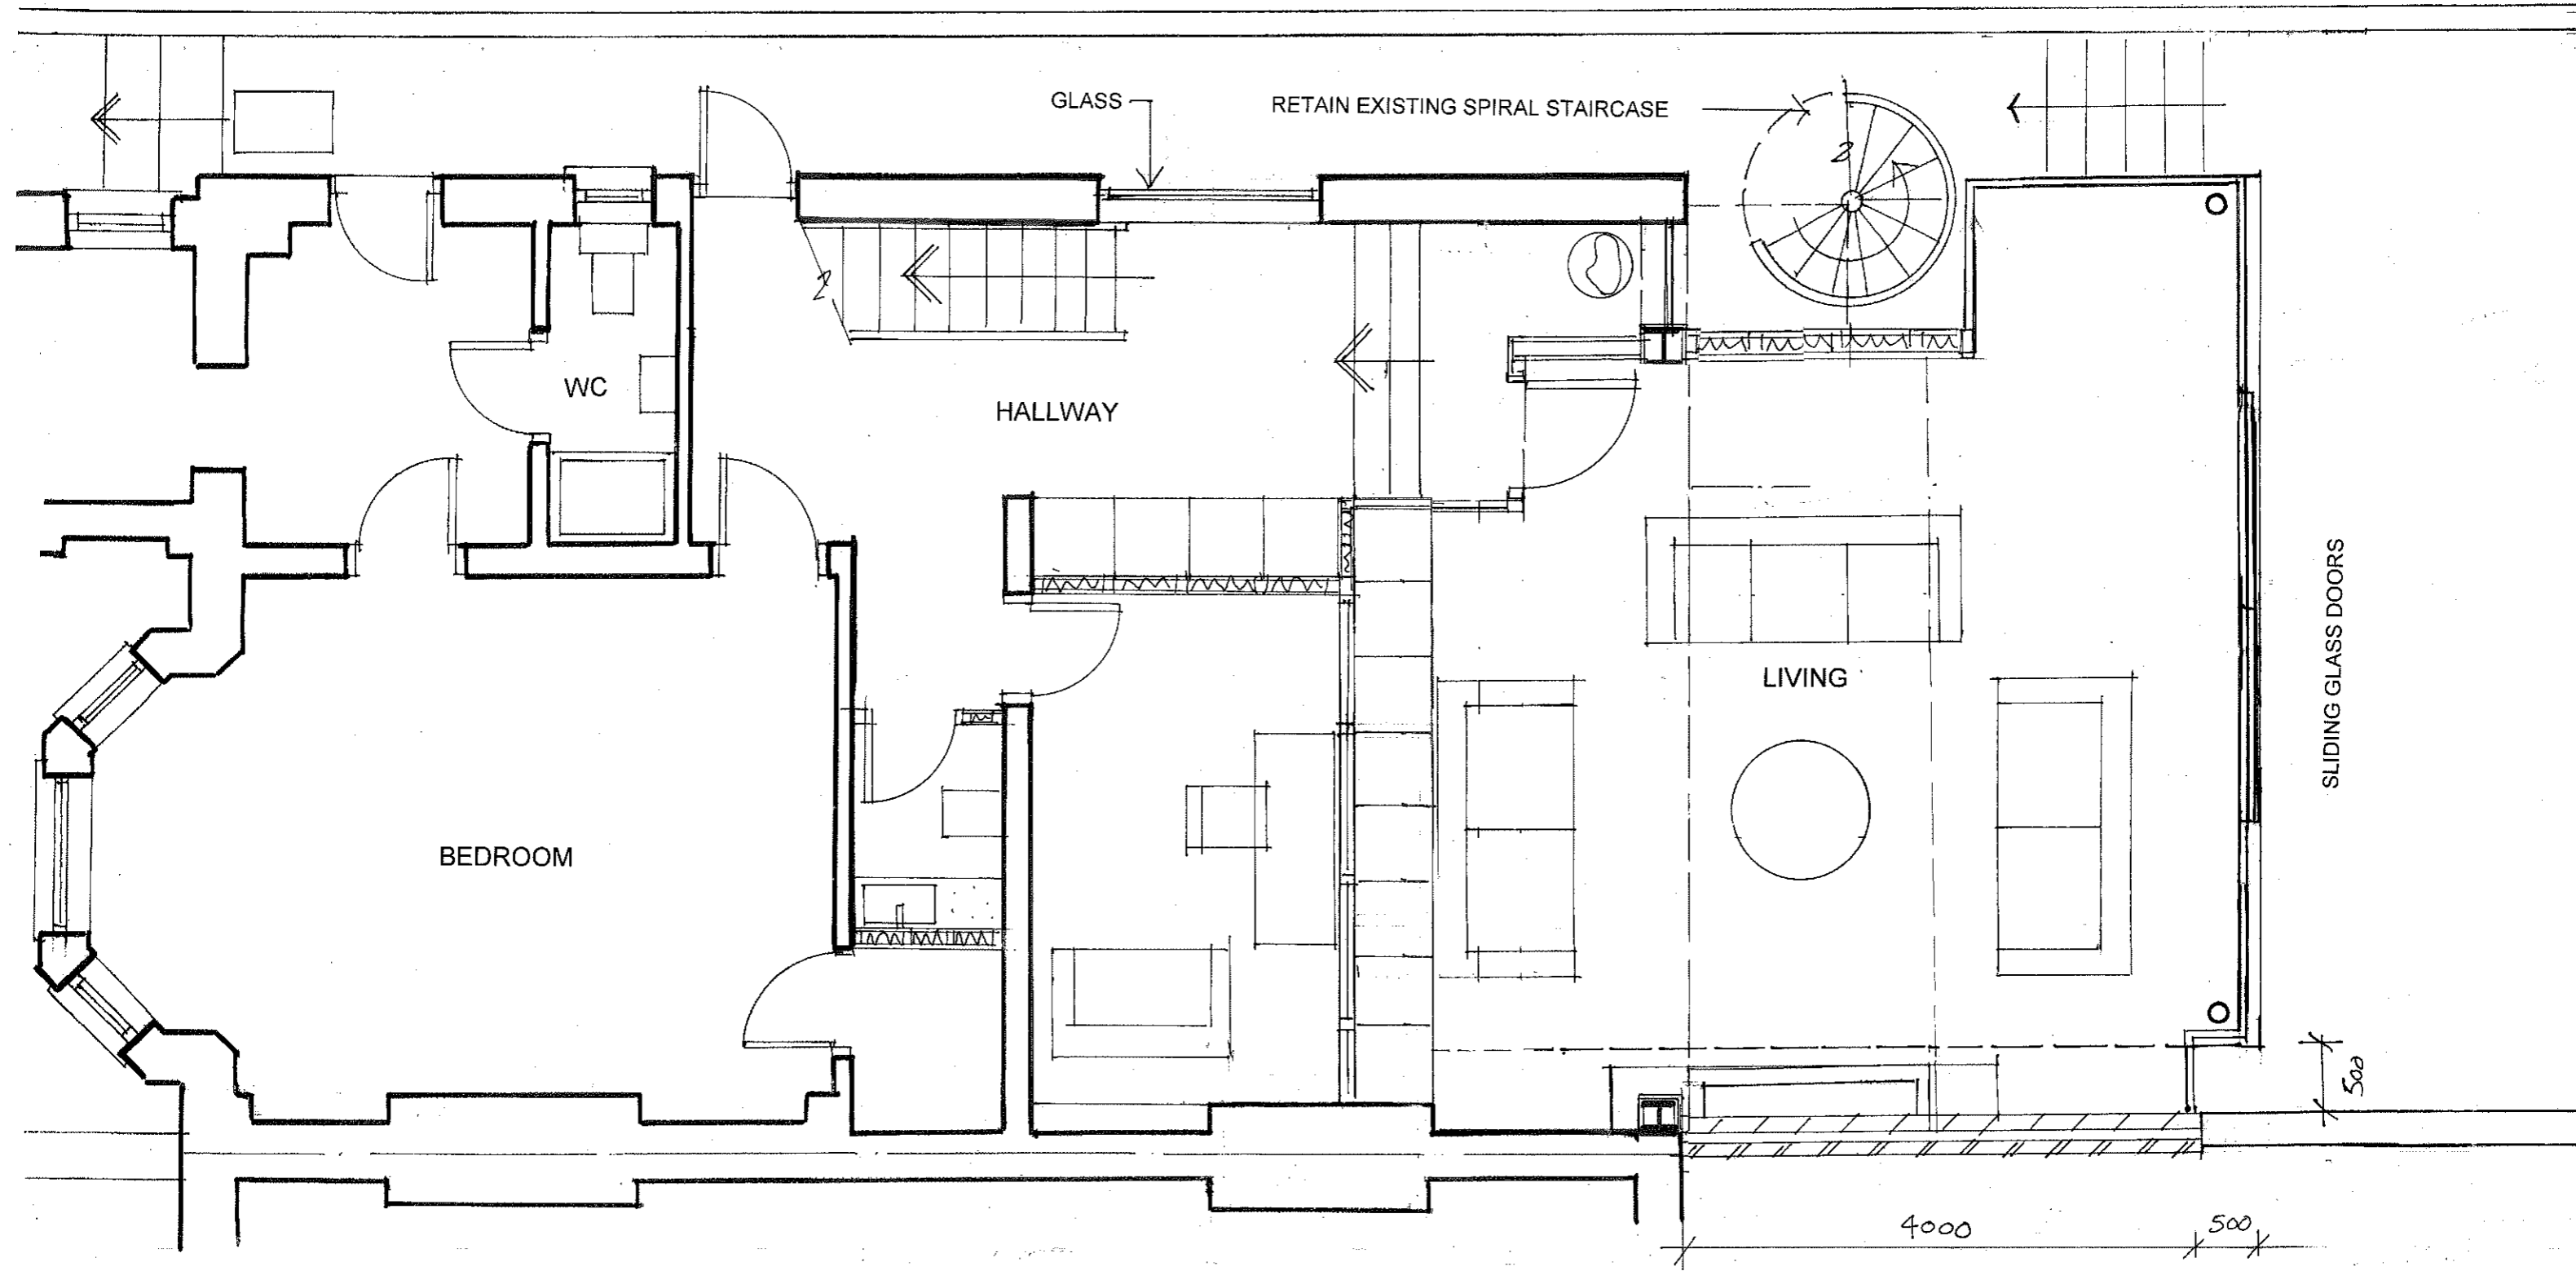 GLASS
RETAIN EXISTING SPIRAL STAIRCASE
WC
HALLWAY
SLIDING GLASS DOORS
LIVING
BEDROOM
500
4000
500